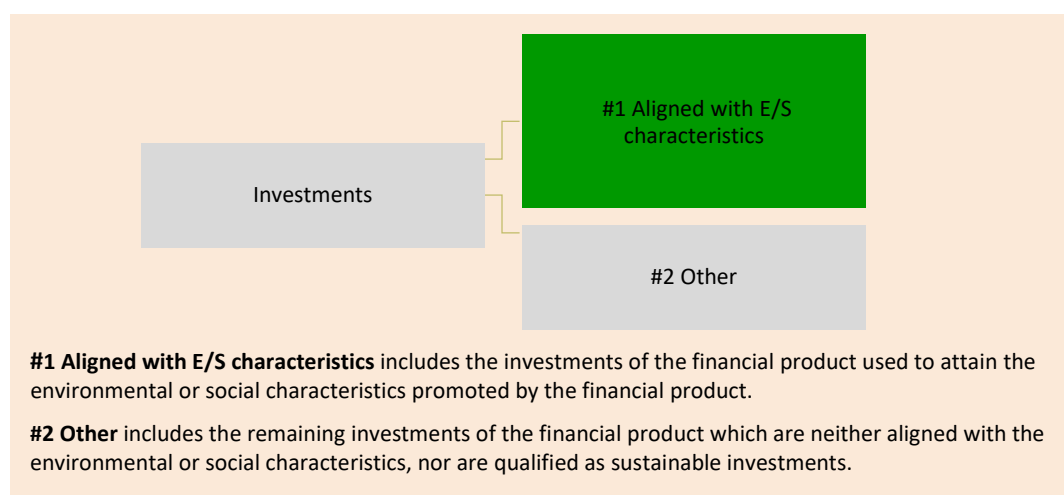 #1 Aligned with E/S
characteristics
Investments
#2 Other
#1 Aligned with E/S characteristics includes the investments of the financial product used to attain the
environmental or social characteristics promoted by the financial product.
#2 Other includes the remaining investments of the financial product which are neither aligned with the
environmental or social characteristics, nor are qualified as sustainable investments.